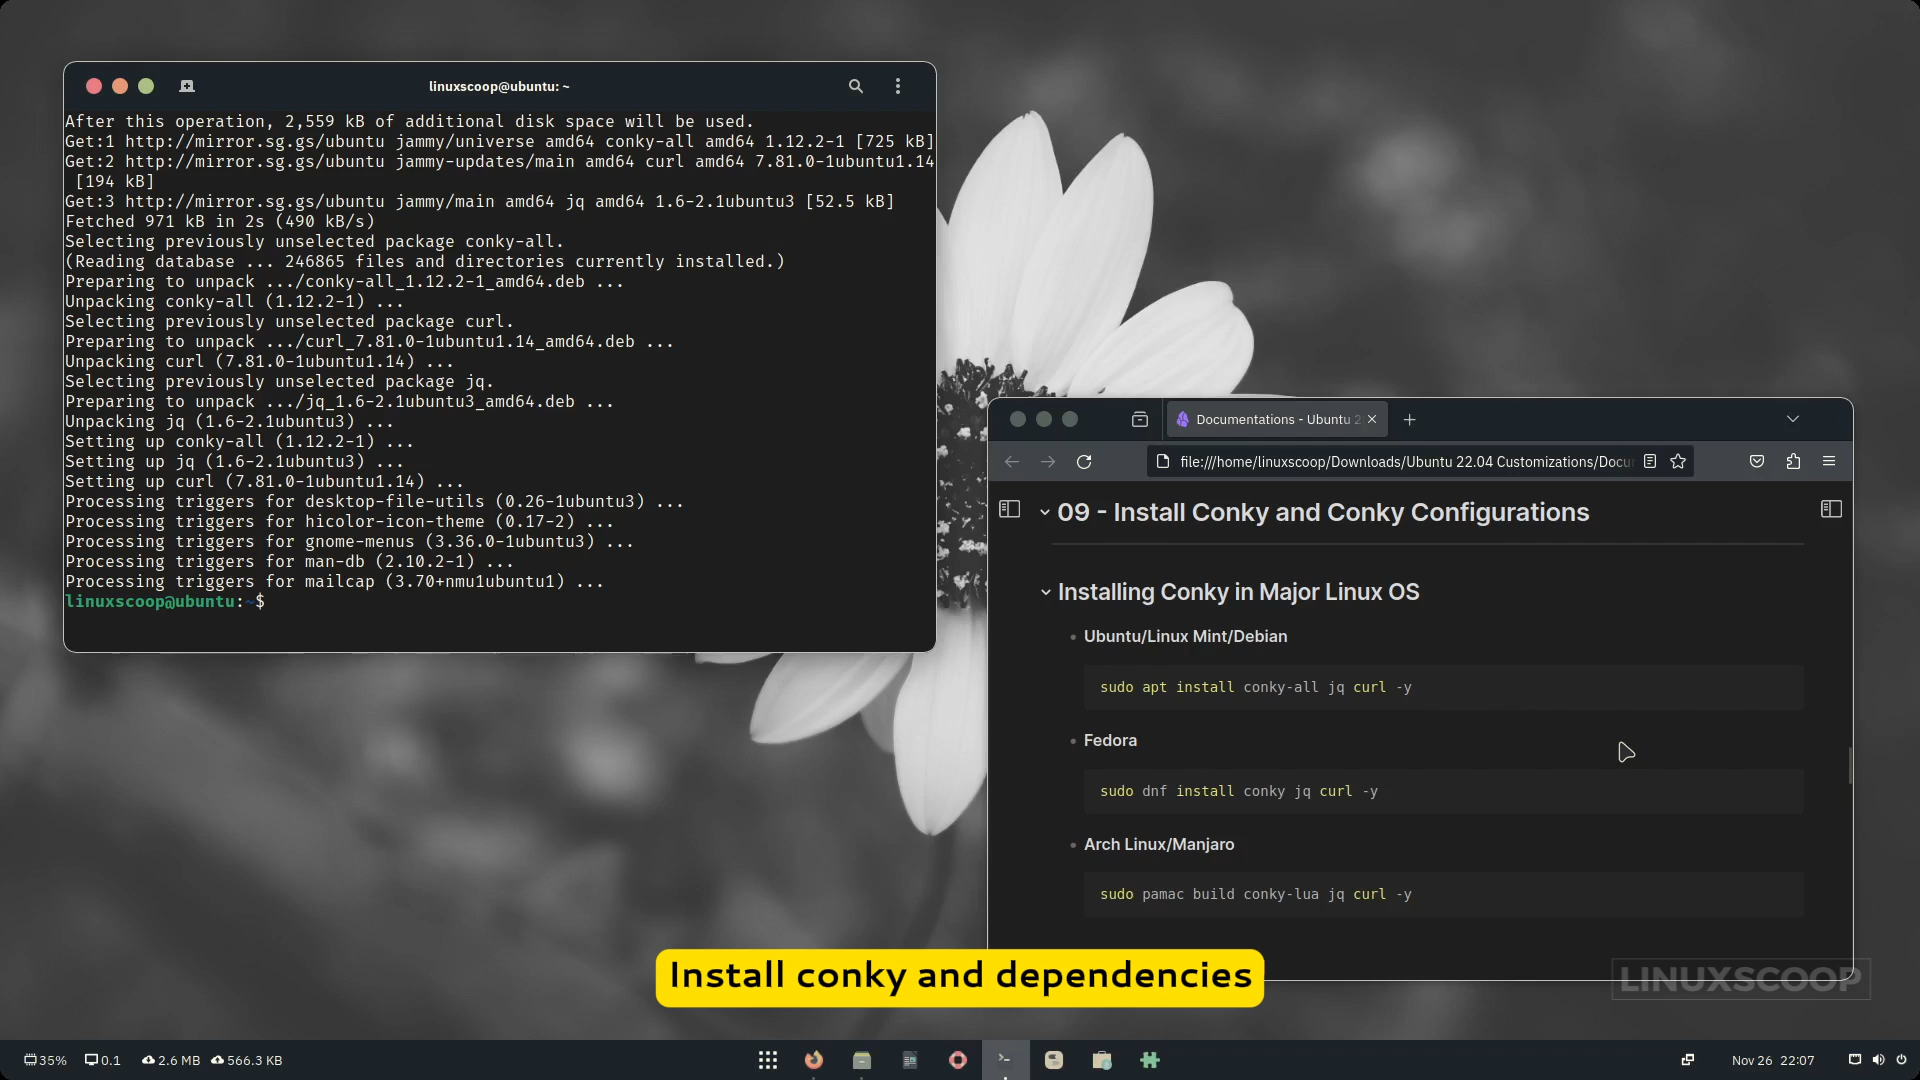 linuxscoop@ubuntu: ~
After this operation, 2,559 kB of additional disk space will be used.
Get:1 http://mirror.sg.gs/ubuntu jammy/universe amd64 conky-all amd64 1.12.2-1 [725 kB]
Get:2 http://mirror.sg.gs/ubuntu jammy-updates/main amd64 curl amd64 7.81.0-1ubuntu1.14
[194 kB]
Get:3 http://mirror.sg.gs/ubuntu jammy/main amd64 jq amd64 1.6-2.1ubuntu3 [52.5 kB]
Fetched 971 kB in 2s (490 kB/s)
Selecting previously unselected package conky-all.
(Reading database ... 246865 files and directories currently installed.)
Preparing to unpack .../conky-all_1.12.2-1_amd64.deb ...
Unpacking conky-all (1.12.2-1) ...
Selecting previously unselected package curl.
Preparing to unpack .../curl_7.81.0-1ubuntu1.14_amd64.deb ...
Unpacking curl (7.81.0-1ubuntu1.14) ...
Selecting previously unselected package jq.
Preparing to unpack .../jq_1.6-2.1ubuntu3_amd64.deb ...
Unpacking jq (1.6-2.1ubuntu3) ...
Setting up conky-all (1.12.2-1) ...
Setting up jq (1.6-2.1ubuntu3) ...
Setting up curl (7.81.0-1ubuntu1.14) ...
Processing triggers for desktop-file-utils (0.26-1ubuntu3) ...
Processing triggers for hicolor-icon-theme (0.17-2) ...
Processing triggers for gnome-menus (3.36.0-1ubuntu3) ...
Processing triggers for man-db (2.10.2-1) ...
Processing triggers for mailcap (3.70+nmu1ubuntu1) ...
linuxscoop@ubuntu:~$
Documentations - Ubuntu 2
file:///home/linuxscoop/Downloads/Ubuntu 22.04 Customizations/Docu
09 - Install Conky and Conky Configurations
Installing Conky in Major Linux OS
Ubuntu/Linux Mint/Debian
sudo apt install conky-all jq curl -y
Fedora
sudo dnf install conky jq curl -y
Arch Linux/Manjaro
sudo pamac build conky-lua jq curl -y
Install conky and dependencies
LINUXSCOOP
35% 0.1 2.6 MB 566.3 KB
Nov 26 22:07